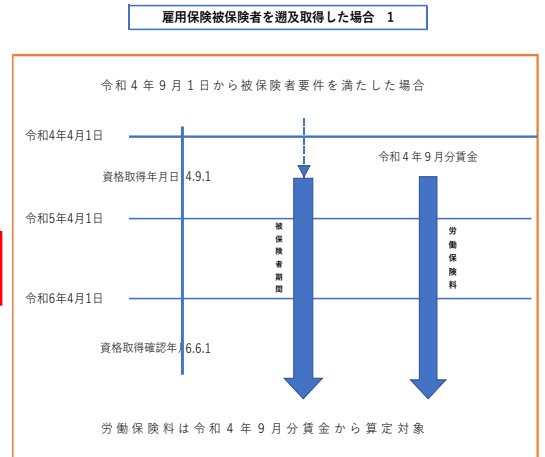 雇用保険被保険者を遡及取得した場合　1
令和４年９月１日から被保険者要件を満たした場合
令和4年4月1日
令和４年９月分賃金
資格取得年月日 4.9.1
令和5年4月1日
被保険者期間
労働保険料
令和6年4月1日
資格取得確認年月 6.6.1
労働保険料は令和４年９月分賃金から算定対象